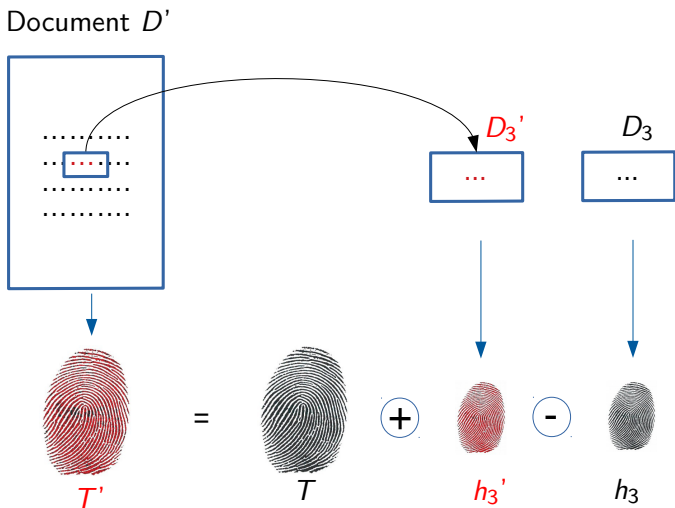 Document D’
D₃’ D₃
..........
..........
..........
..........
... ...
= + -
T’ T h₃’ h₃